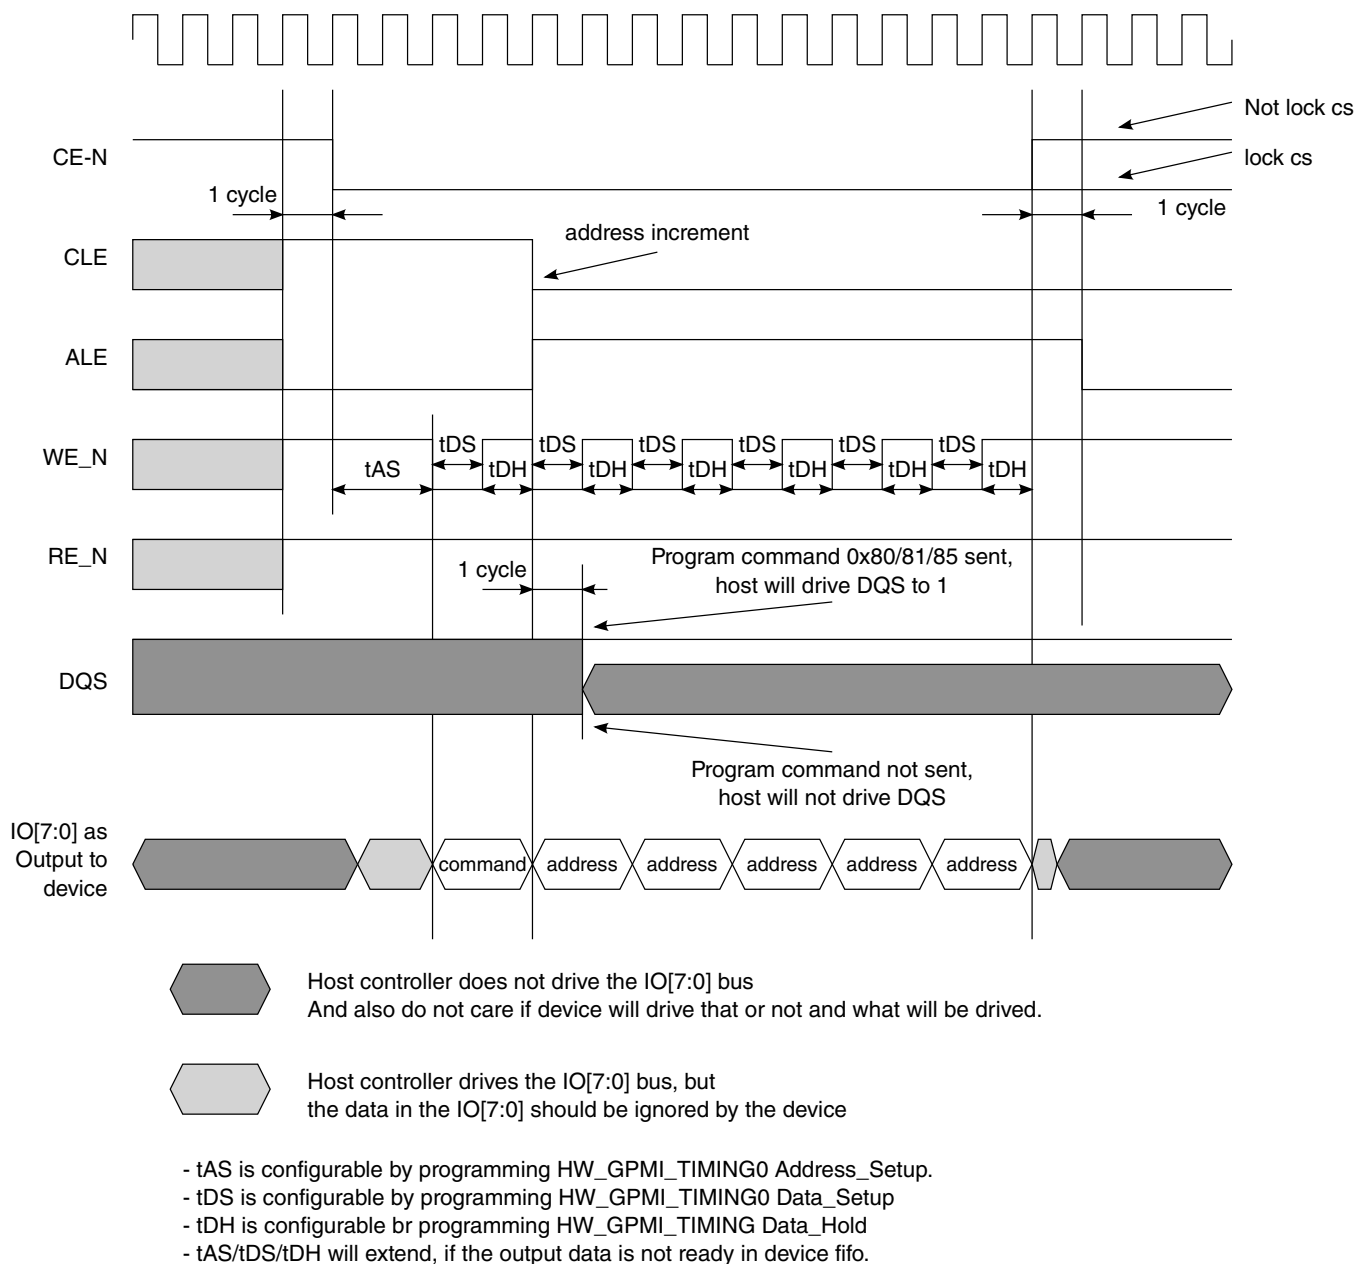 Not lock cs
CE-N
lock cs
1 cycle
1 cycle
address increment
CLE
ALE
tDS tDS tDS tDS tDS tDS
WE_N
tAS tDH tDH tDH tDH tDH tDH
RE_N
1 cycle
Program command 0x80/81/85 sent,
host will drive DQS to 1
DQS
Program command not sent,
host will not drive DQS
IO[7:0] as
Output to
device
command address address address address address
Host controller does not drive the IO[7:0] bus
And also do not care if device will drive that or not and what will be drived.
Host controller drives the IO[7:0] bus, but
the data in the IO[7:0] should be ignored by the device
- tAS is configurable by programming HW_GPMI_TIMING0 Address_Setup.
- tDS is configurable by programming HW_GPMI_TIMING0 Data_Setup
- tDH is configurable br programming HW_GPMI_TIMING Data_Hold
- tAS/tDS/tDH will extend, if the output data is not ready in device fifo.